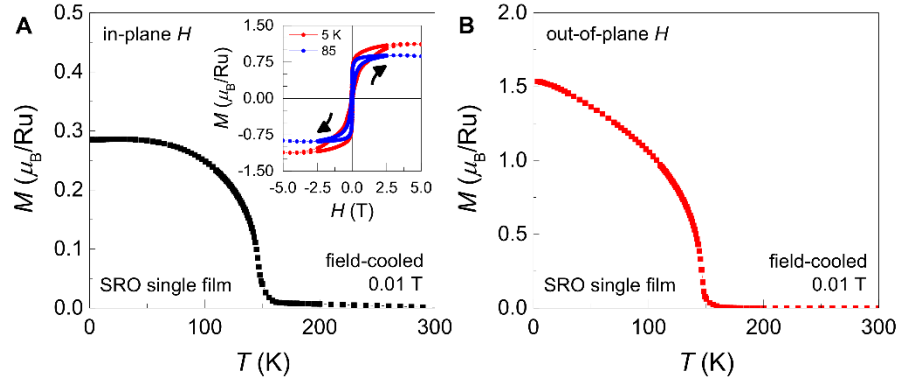 A
in-plane H
M (μB/Ru)
0.5
0.4
0.3
0.2
0.1
0.0
0
100
200
300
T (K)
SRO single film
field-cooled
0.01 T
M (μB/Ru)
1.50
0.75
0.00
-0.75
-1.50
-5.0
-2.5
0.0
2.5
5.0
H (T)
5 K
85
B
out-of-plane H
M (μB/Ru)
2.0
1.5
1.0
0.5
0.0
0
100
200
300
T (K)
SRO single film
field-cooled
0.01 T